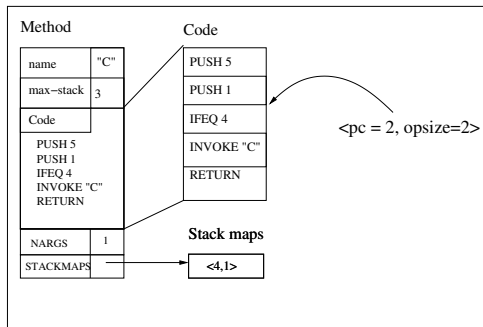 Method
name "C"
max-stack 3
Code
PUSH 5
PUSH 1
IFEQ 4
INVOKE "C"
RETURN
NARGS 1
STACKMAPS
Code
PUSH 5
PUSH 1
IFEQ 4
INVOKE "C"
RETURN
Stack maps
<4,1>
<pc = 2, opsize=2>